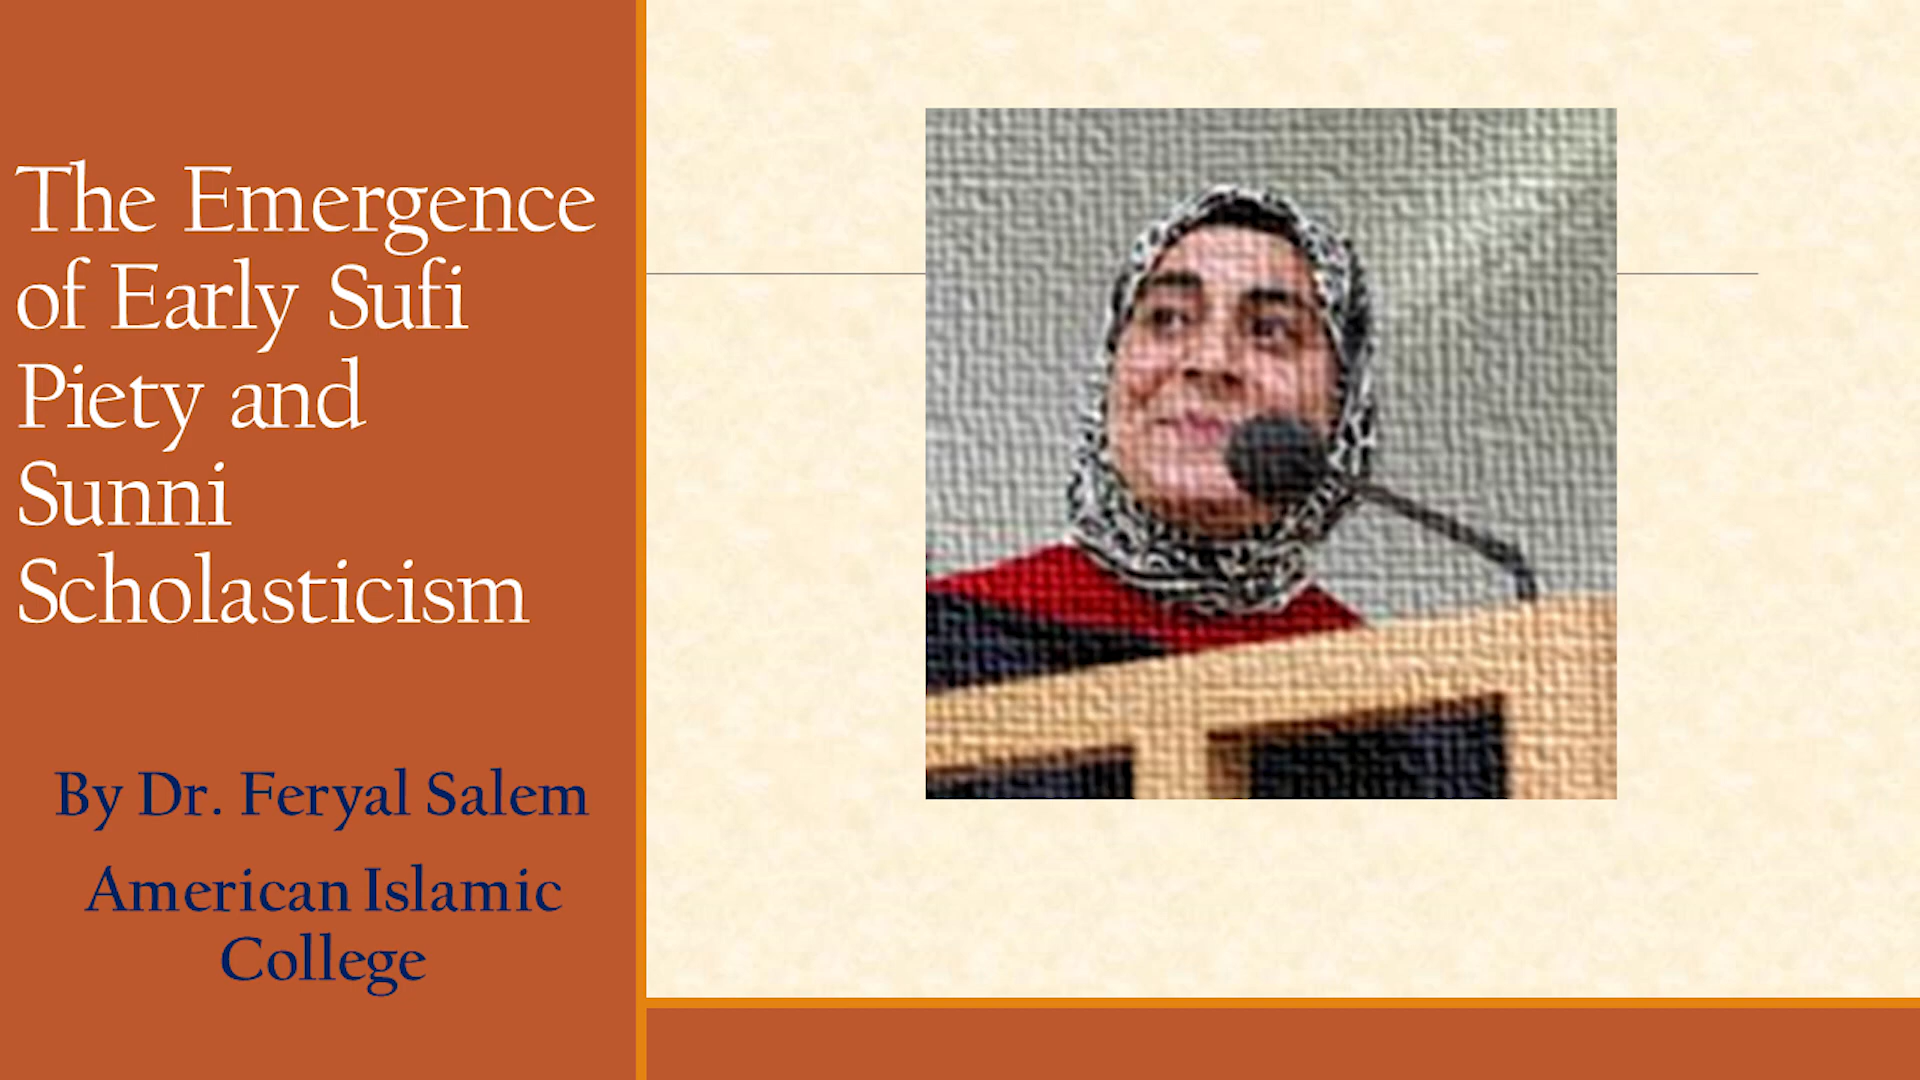 The Emergence
of Early Sufi
Piety and
Sunni
Scholasticism
By Dr. Feryal Salem
American Islamic
College